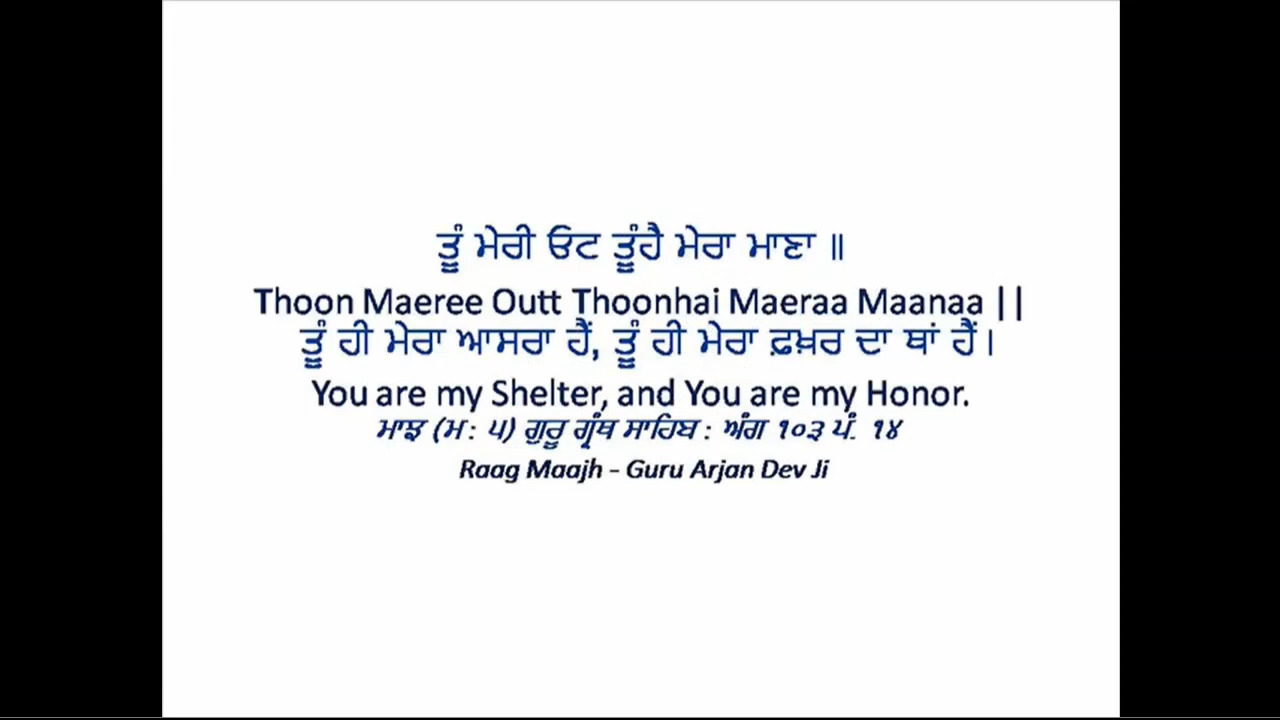 ਤੂੰ ਮੇਰੀ ਓਟ ਤੂੰਹੈ ਮੇਰਾ ਮਾਣਾ ॥
Thoon Maeree Outt Thoonhai Maeraa Maanaa ||
ਤੂੰ ਹੀ ਮੇਰਾ ਆਸਰਾ ਹੈਂ, ਤੂੰ ਹੀ ਮੇਰਾ ਫ਼ਖ਼ਰ ਦਾ ਥਾਂ ਹੈਂ।
You are my Shelter, and You are my Honor.
ਮਾਝ (ਮ: ੫) ਗੁਰੂ ਗ੍ਰੰਥ ਸਾਹਿਬ : ਅੰਗ ੧੦੩ ਪੰ. ੧੪
Raag Maajh - Guru Arjan Dev Ji